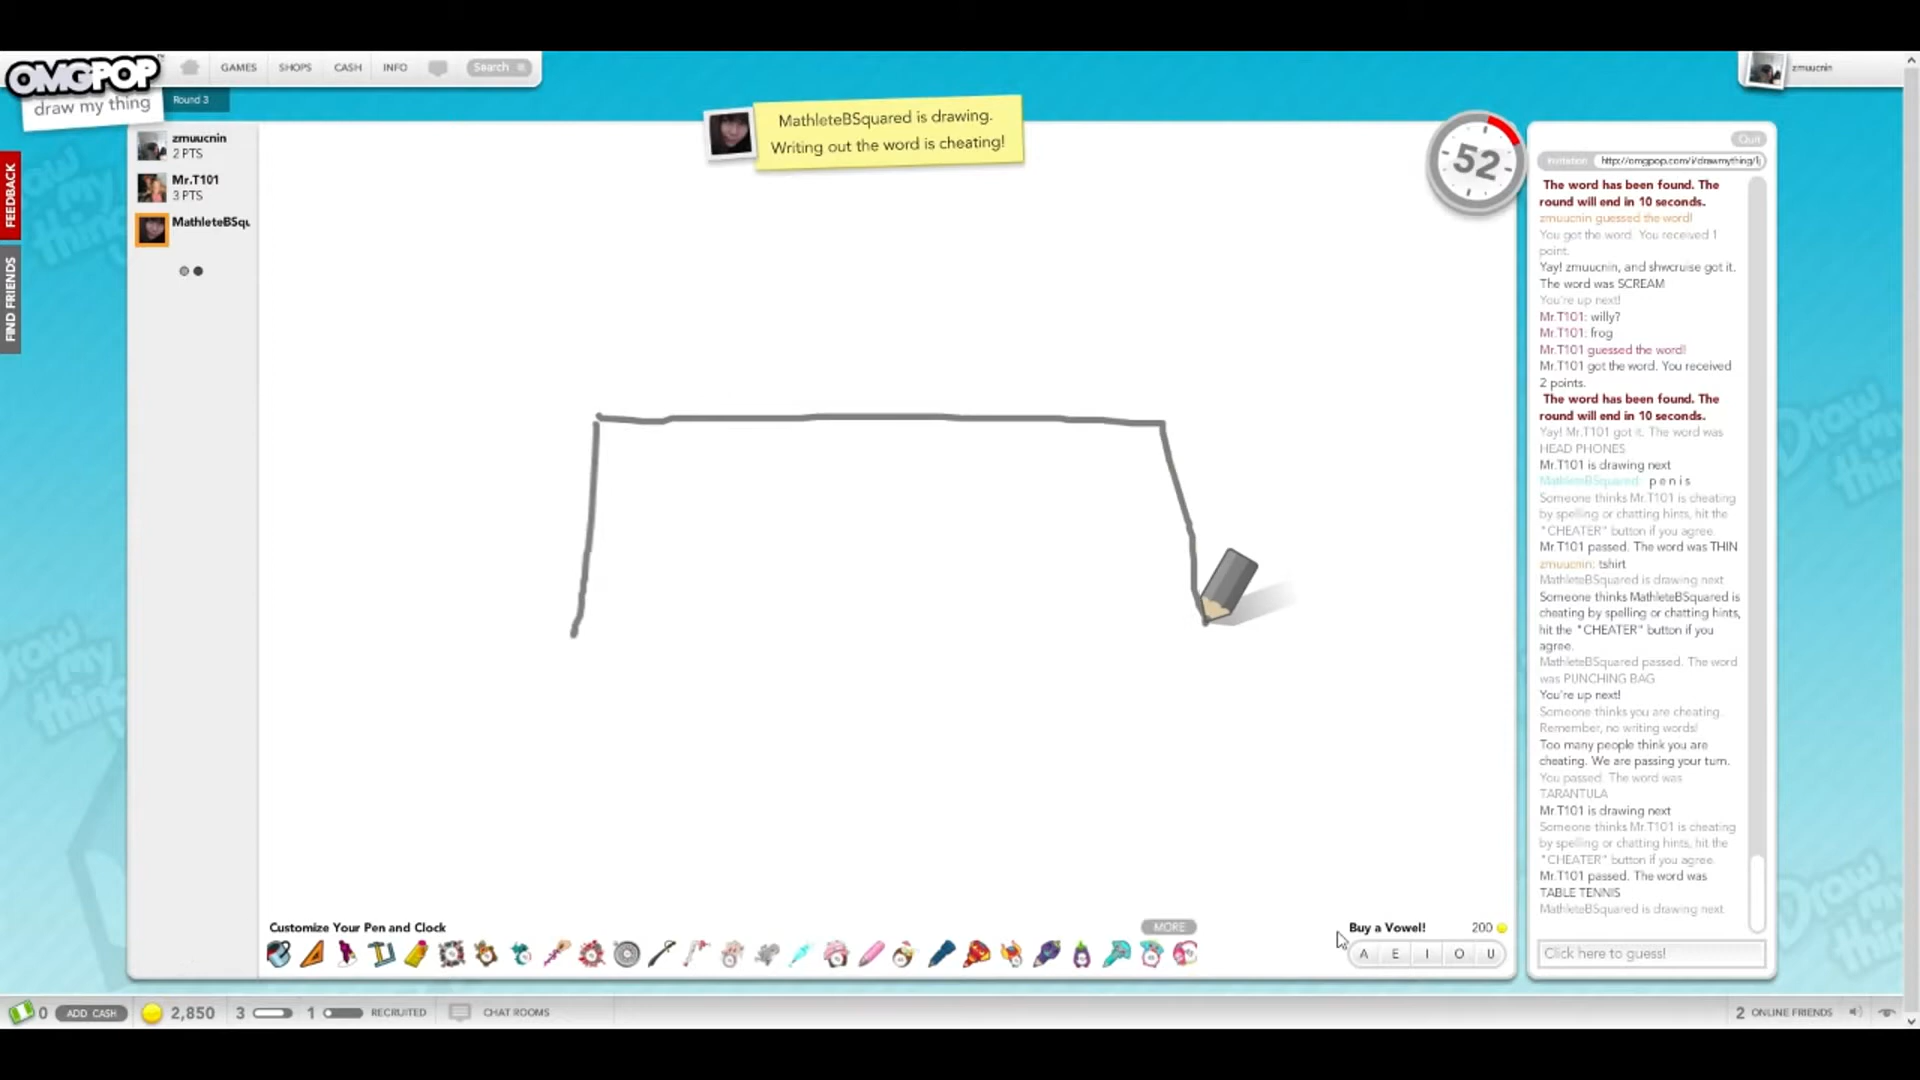 OMGPOP
draw my thing
GAMES SHOPS CASH INFO Search
zmuucnin
Round 3
FEEDBACK
FIND FRIENDS
zmuucnin
2 PTS
Mr.T101
3 PTS
MathleteBSqu
MathleteBSquared is drawing.
Writing out the word is cheating!
52
Quit
Invitation http://omgpop.com/i/drawmything/
The word has been found. The
round will end in 10 seconds.
zmuucnin guessed the word!
You got the word. You received 1
point.
Yay! zmuucnin, and shwcruise got it.
The word was SCREAM
You're up next!
Mr.T101: willy?
Mr.T101: frog
Mr.T101 guessed the word!
Mr.T101 got the word. You received
2 points.
The word has been found. The
round will end in 10 seconds.
Yay! Mr.T101 got it. The word was
HEAD PHONES
Mr.T101 is drawing next
MathleteBSquared: p e n i s
Someone thinks Mr.T101 is cheating
by spelling or chatting hints, hit the
"CHEATER" button if you agree.
Mr.T101 passed. The word was THIN
zmuucnin: tshirt
MathleteBSquared is drawing next
Someone thinks MathleteBSquared is
cheating by spelling or chatting hints,
hit the "CHEATER" button if you
agree.
MathleteBSquared passed. The word
was PUNCHING BAG
You're up next!
Someone thinks you are cheating.
Remember, no writing words!
Too many people think you are
cheating. We are passing your turn.
You passed. The word was
TARANTULA
Mr.T101 is drawing next
Someone thinks Mr.T101 is cheating
by spelling or chatting hints, hit the
"CHEATER" button if you agree.
Mr.T101 passed. The word was
TABLE TENNIS
MathleteBSquared is drawing next
Click here to guess!
Customize Your Pen and Clock
MORE
Buy a Vowel! 200
A E I O U
0 ADD CASH 2,850 3 1 RECRUITED CHAT ROOMS
2 ONLINE FRIENDS